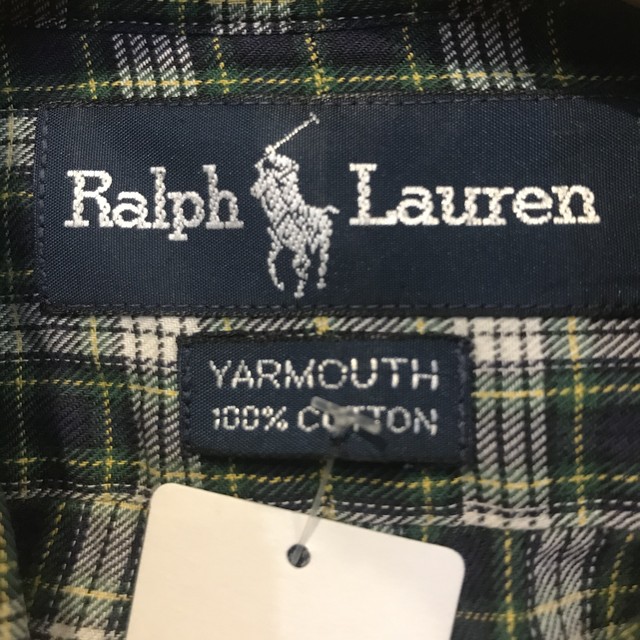 Ralph Lauren
YARMOUTH
100% COTTON